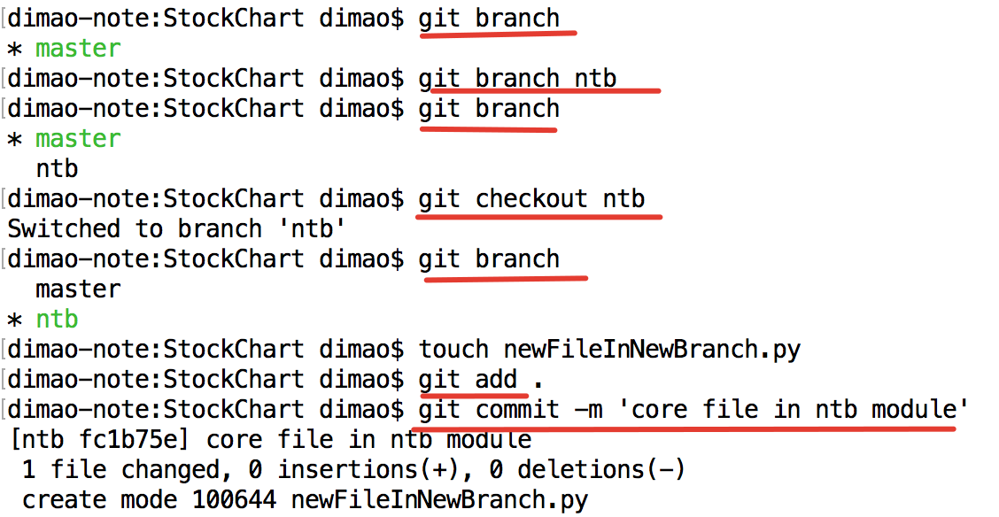 [dimao-note:StockChart dimao$ git branch
* master
[dimao-note:StockChart dimao$ git branch ntb
[dimao-note:StockChart dimao$ git branch
* master
  ntb
[dimao-note:StockChart dimao$ git checkout ntb
Switched to branch 'ntb'
[dimao-note:StockChart dimao$ git branch
  master
* ntb
[dimao-note:StockChart dimao$ touch newFileInNewBranch.py
[dimao-note:StockChart dimao$ git add .
[dimao-note:StockChart dimao$ git commit -m 'core file in ntb module'
[ntb fc1b75e] core file in ntb module
 1 file changed, 0 insertions(+), 0 deletions(-)
 create mode 100644 newFileInNewBranch.py